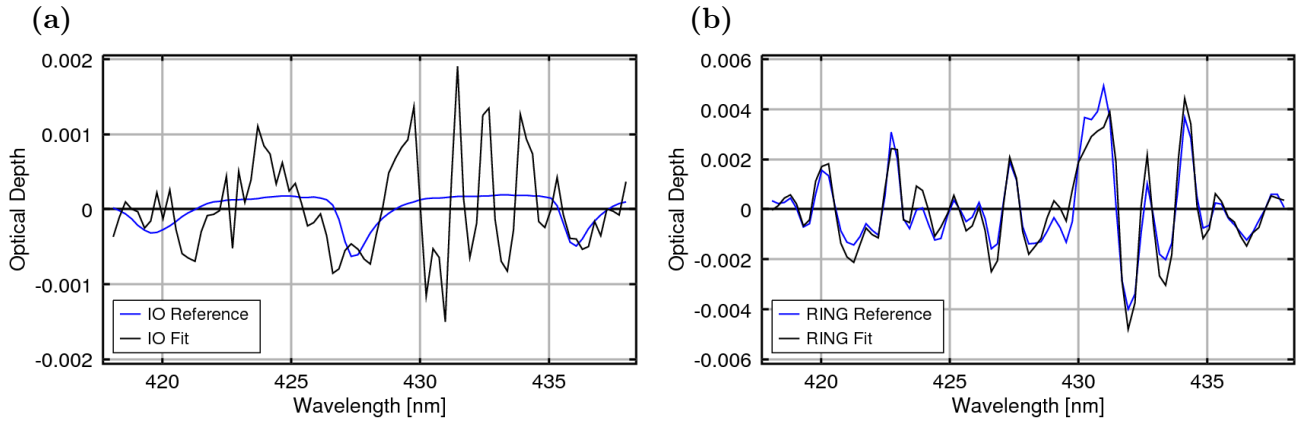 (a)
0.002
0.001
0
-0.001
-0.002
Optical Depth
IO Reference
IO Fit
420 425 430 435
Wavelength [nm]
(b)
0.006
0.004
0.002
0
-0.002
-0.004
-0.006
Optical Depth
RING Reference
RING Fit
420 425 430 435
Wavelength [nm]